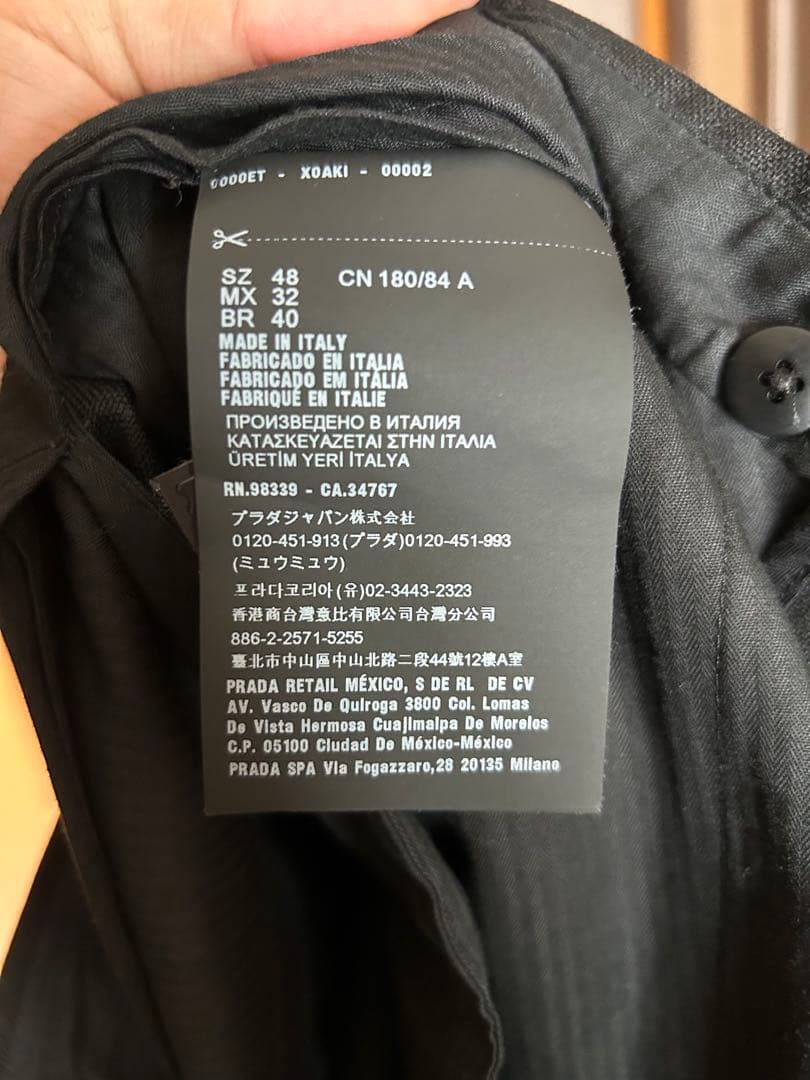 0000ET - X0AKI - 00002
SZ 48 CN 180/84 A
MX 32
BR 40
MADE IN ITALY
FABRICADO EN ITALIA
FABRICADO EM ITÁLIA
FABRIQUÉ EN ITALIE
ПРОИЗВЕДЕНО В ИТАЛИЯ
ΚΑΤΑΣΚΕΥΑΖΕΤΑΙ ΣΤΗΝ ΙΤΑΛΙΑ
ÜRETİM YERİ İTALYA
RN.98339 - CA.34767
プラダジャパン株式会社
0120-451-913(プラダ)0120-451-993
(ミュウミュウ)
프라다코리아(유)02-3443-2323
香港商台灣意比有限公司台灣分公司
886-2-2571-5255
臺北市中山區中山北路二段44號12樓A室
PRADA RETAIL MÉXICO, S DE RL DE CV
AV. Vasco De Quiroga 3800 Col. Lomas
De Vista Hermosa Cuajimalpa De Morelos
C.P. 05100 Ciudad De México-México
PRADA SPA Via Fogazzaro,28 20135 Milano